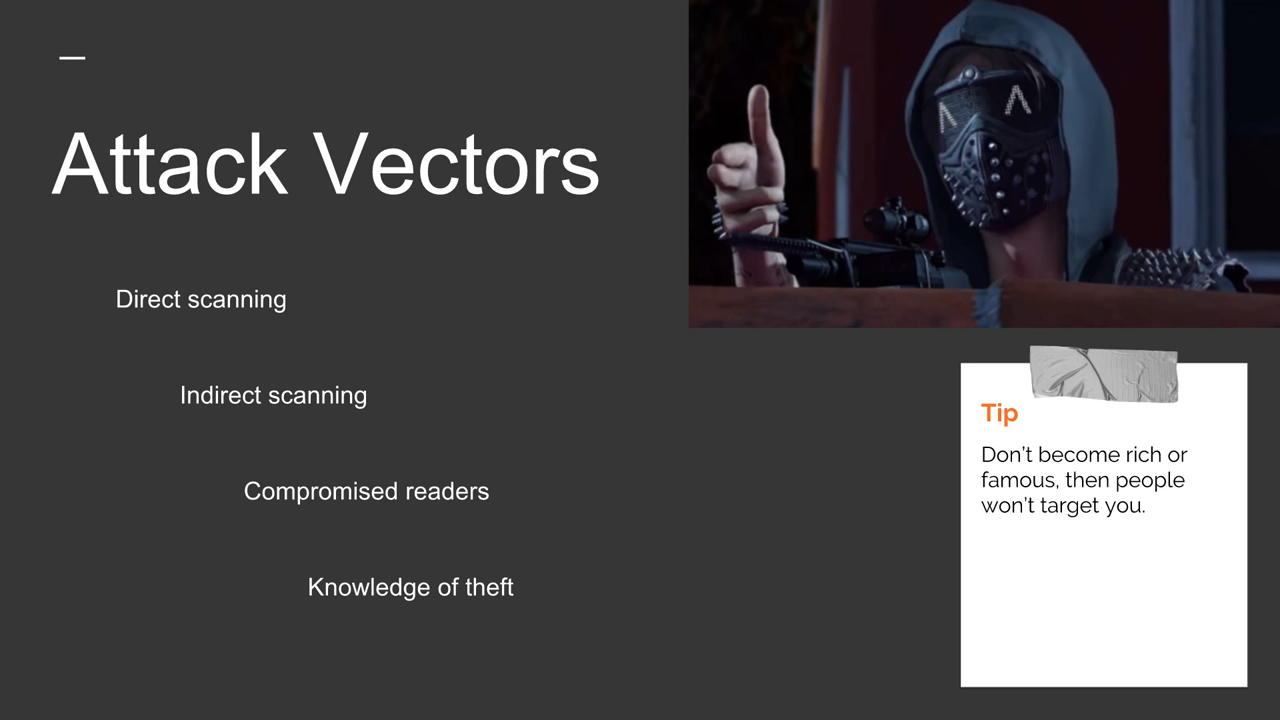 Attack Vectors
Direct scanning
Indirect scanning
Compromised readers
Knowledge of theft
Tip
Don’t become rich or
famous, then people
won’t target you.